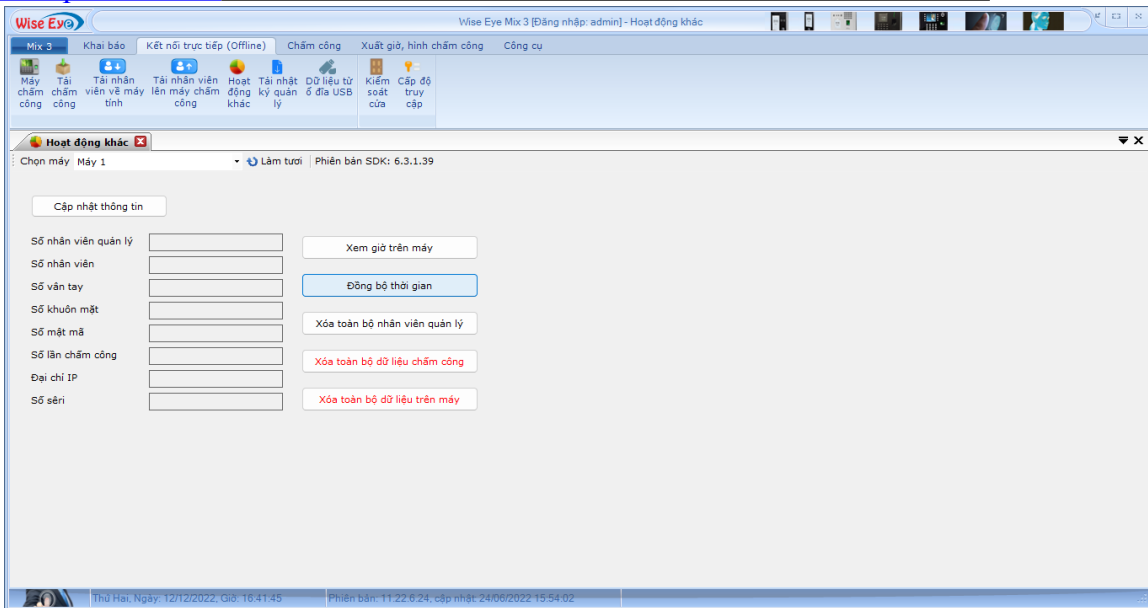 Wise Eye
Wise Eye Mix 3 [Đăng nhập: admin] - Hoạt động khác
Mix 3 Khai báo Kết nối trực tiếp (Offline) Chấm công Xuất giờ, hình chấm công Công cụ
Máy chấm công
Tải chấm công
Tải nhân viên về máy tính
Tải nhân viên lên máy chấm công
Hoạt động khác
Tải nhật ký quản lý
Dữ liệu từ ổ đĩa USB
Kiểm soát cửa
Cấp độ truy cập
Hoạt động khác
Chọn máy Máy 1 Làm tươi Phiên bản SDK: 6.3.1.39
Cập nhật thông tin
Số nhân viên quản lý
Số nhân viên
Số vân tay
Số khuôn mặt
Số mật mã
Số lần chấm công
Đại chỉ IP
Số sêri
Xem giờ trên máy
Đồng bộ thời gian
Xóa toàn bộ nhân viên quản lý
Xóa toàn bộ dữ liệu chấm công
Xóa toàn bộ dữ liệu trên máy
Thứ Hai, Ngày: 12/12/2022, Giờ: 16:41:45 Phiên bản: 11.22.6.24, cập nhật: 24/06/2022 15:54:02